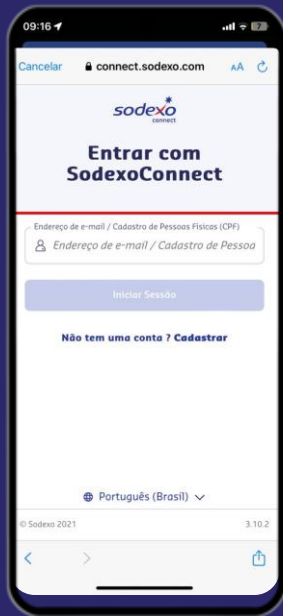 09:16
Cancelar connect.sodexo.com AA
sodexo
connect
Entrar com
SodexoConnect
Endereço de e-mail / Cadastro de Pessoas Físicas (CPF)
Endereço de e-mail / Cadastro de Pessoa
Iniciar Sessão
Não tem uma conta ? Cadastrar
Português (Brasil)
© Sodexo 2021 3.10.2